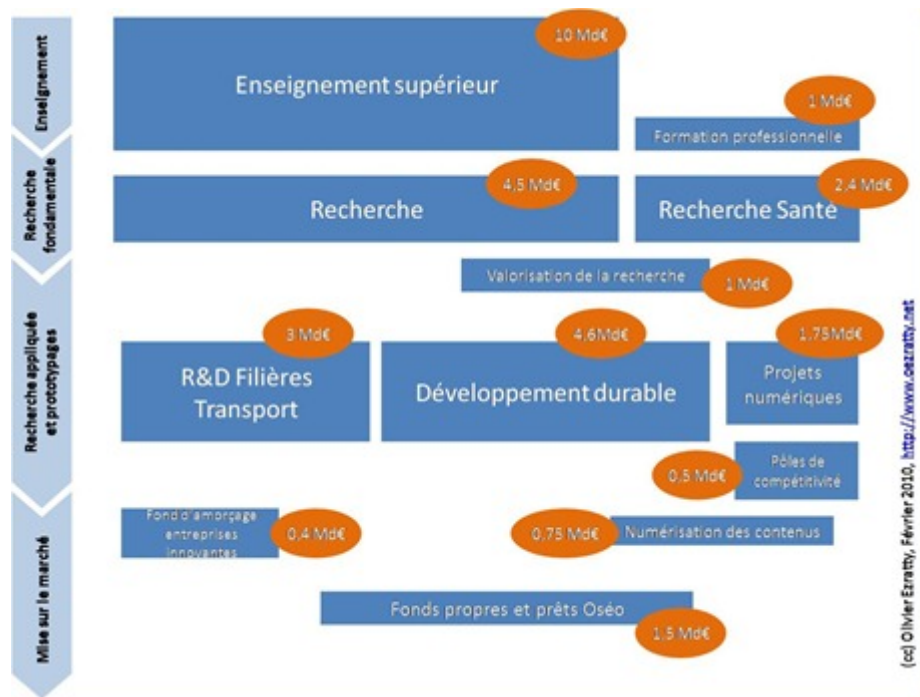 Enseignement
10 Md€
Enseignement supérieur
1 Md€
Formation professionnelle
Recherche
fondamentale
4,5 Md€
Recherche
2,4 Md€
Recherche Santé
Valorisation de la recherche
1 Md€
Recherche appliquée
et prototypages
3 Md€
R&D Filières
Transport
4,6Md€
Développement durable
1,75Md€
Projets
numériques
0,5 Md€
Pôles de
compétitivité
Mise sur le marché
Fond d'amorçage
entreprises
innovantes
0,4 Md€
0,75 Md€
Numérisation des contenus
Fonds propres et prêts Oséo
1,5 Md€
(cc) Olivier Ezratty, Février 2010, http://www.oezratty.net